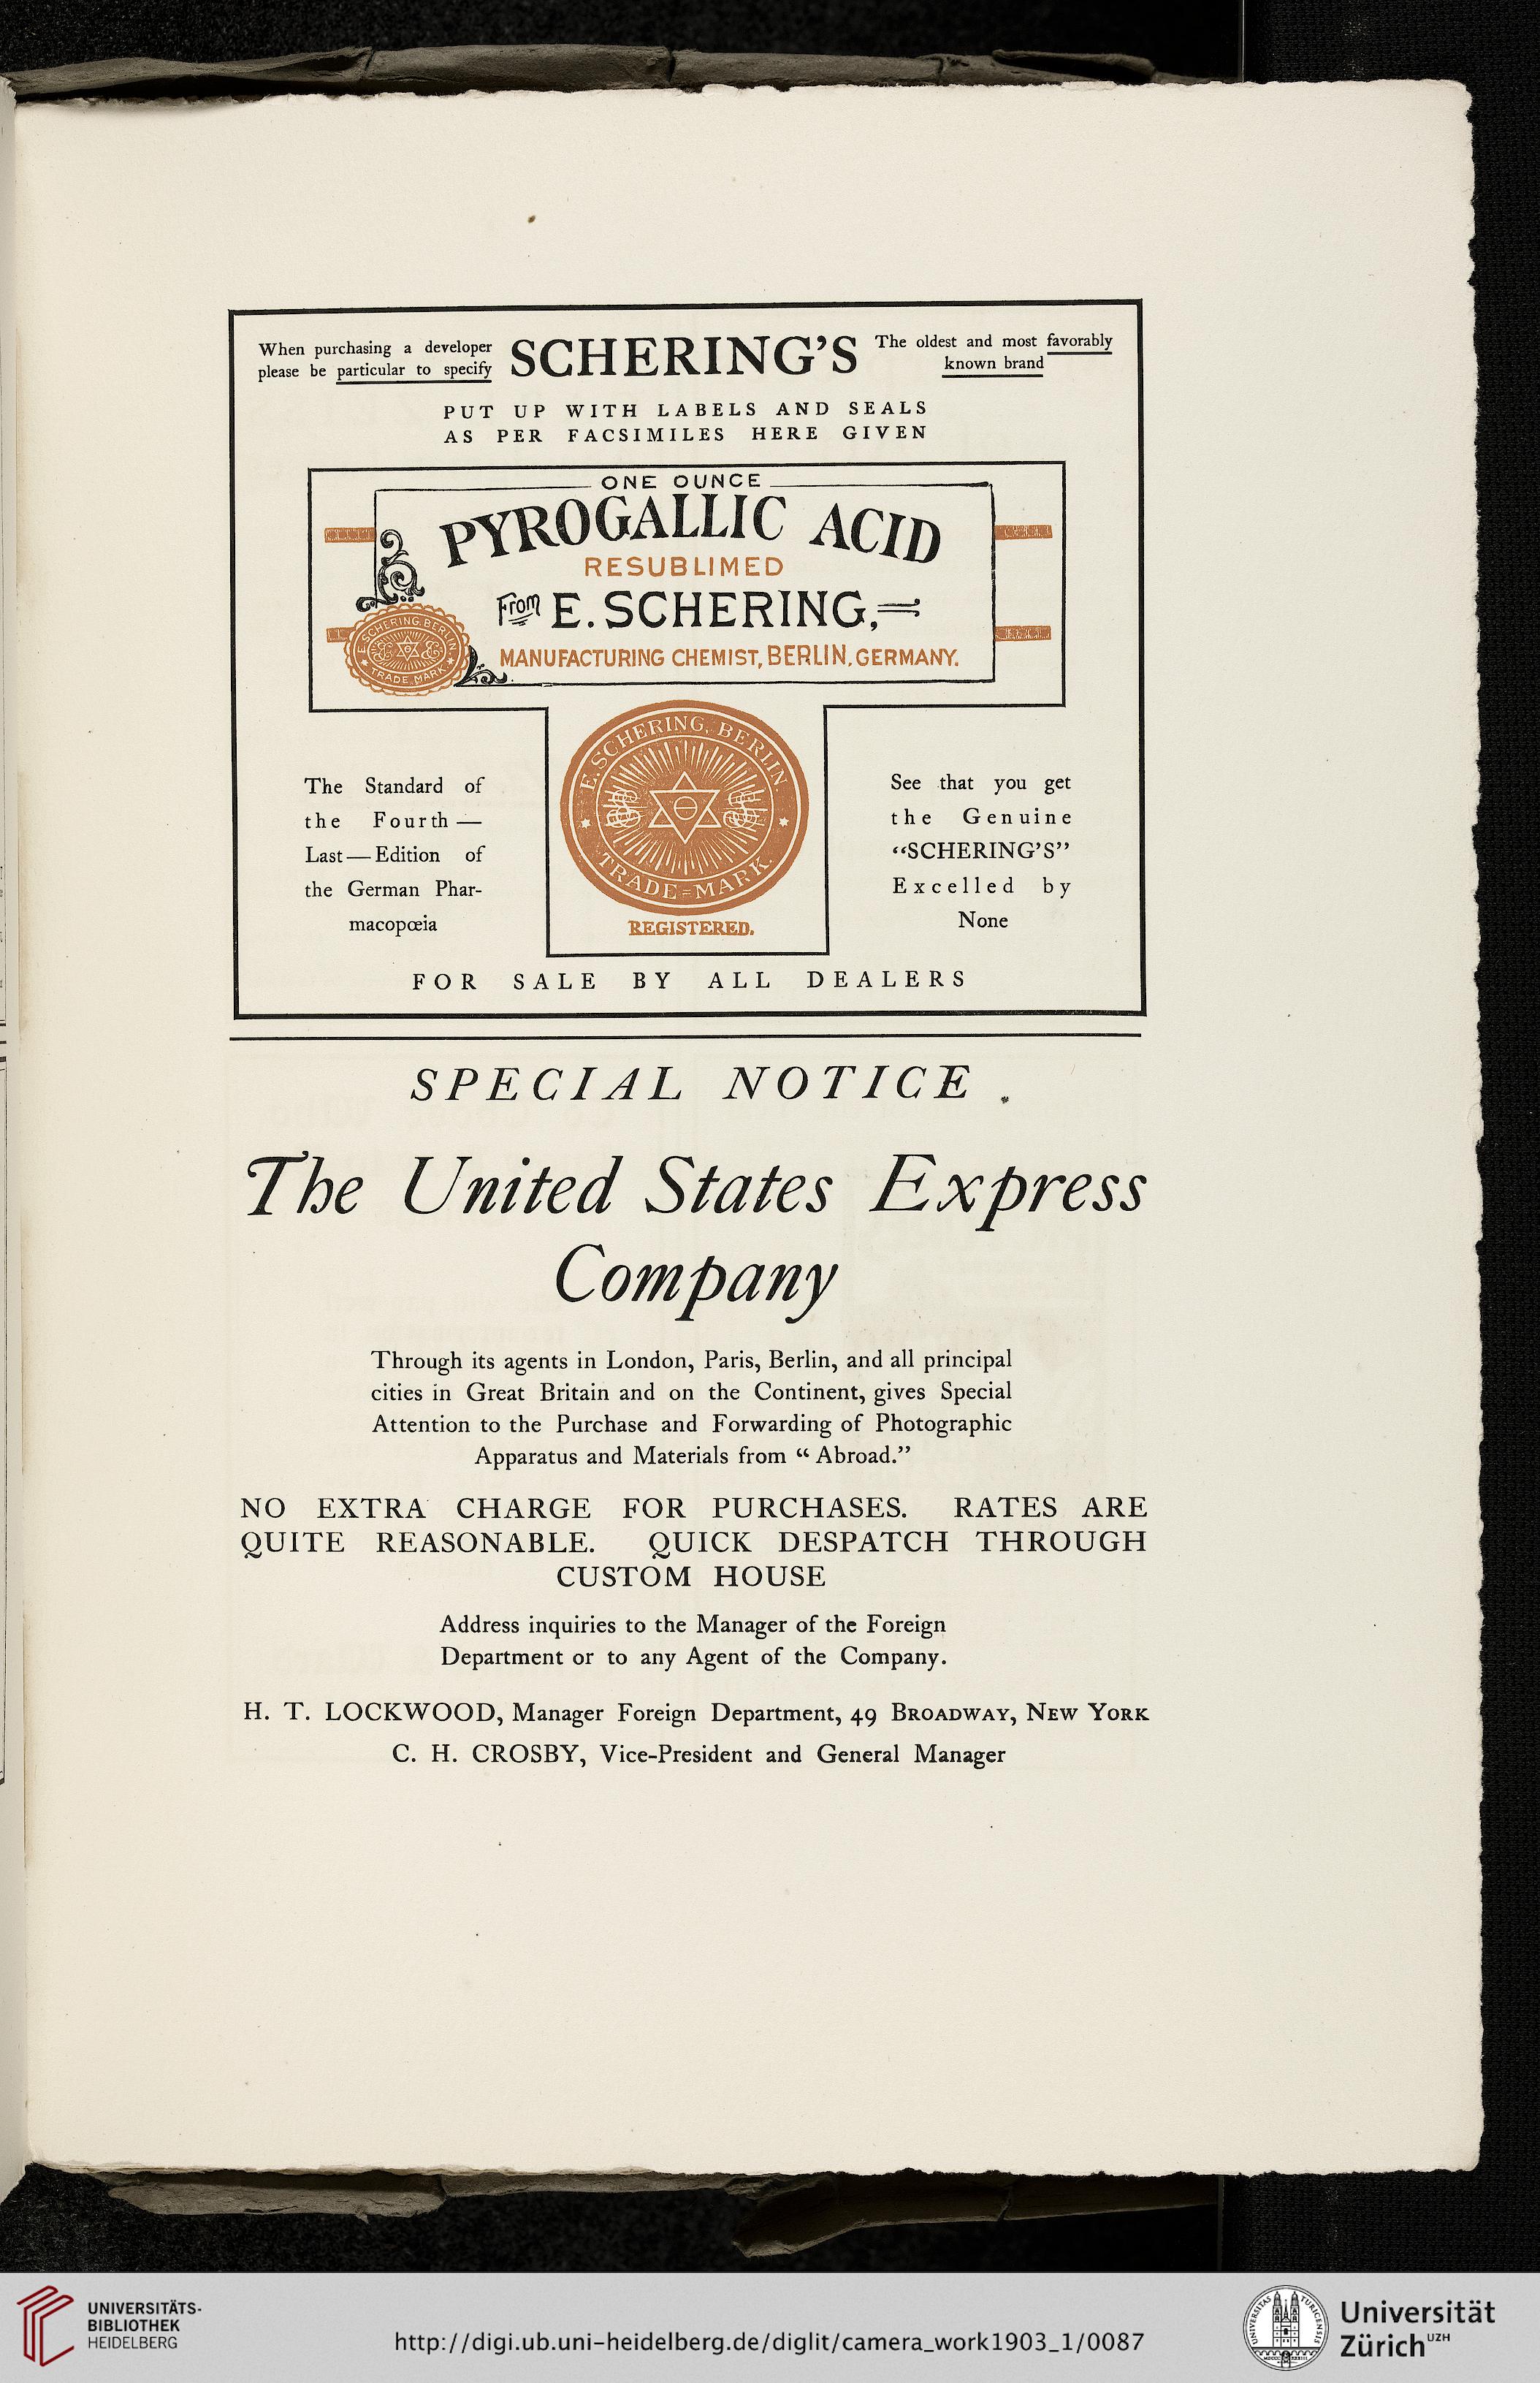 When purchasing a developer
please be particular to specify
SCHERING'S
The oldest and most favorably
known brand
PUT UP WITH LABELS AND SEALS
AS PER FACSIMILES HERE GIVEN
ONE OUNCE
PYROGALLIC ACID
RESUBLIMED
From E. SCHERING,
MANUFACTURING CHEMIST, BERLIN, GERMANY.
E. SCHERING. BERLIN.
TRADE MARK
E. SCHERING, BERLIN.
TRADE=MARK.
REGISTERED.
The Standard of
the Fourth—
Last—Edition of
the German Phar-
macopœia
See that you get
the Genuine
“SCHERING'S”
Excelled by
None
FOR SALE BY ALL DEALERS
SPECIAL NOTICE.
The United States Express
Company
Through its agents in London, Paris, Berlin, and all principal
cities in Great Britain and on the Continent, gives Special
Attention to the Purchase and Forwarding of Photographic
Apparatus and Materials from “Abroad.”
NO EXTRA CHARGE FOR PURCHASES. RATES ARE
QUITE REASONABLE. QUICK DESPATCH THROUGH
CUSTOM HOUSE
Address inquiries to the Manager of the Foreign
Department or to any Agent of the Company.
H. T. LOCKWOOD, Manager Foreign Department, 49 BROADWAY, NEW YORK
C. H. CROSBY, Vice-President and General Manager
UNIVERSITÄTS-
BIBLIOTHEK
HEIDELBERG
http://digi.ub.uni-heidelberg.de/diglit/camera_work1903_1/0087
UNIVERSITAS TURICENSIS
Universität
Zürich UZH